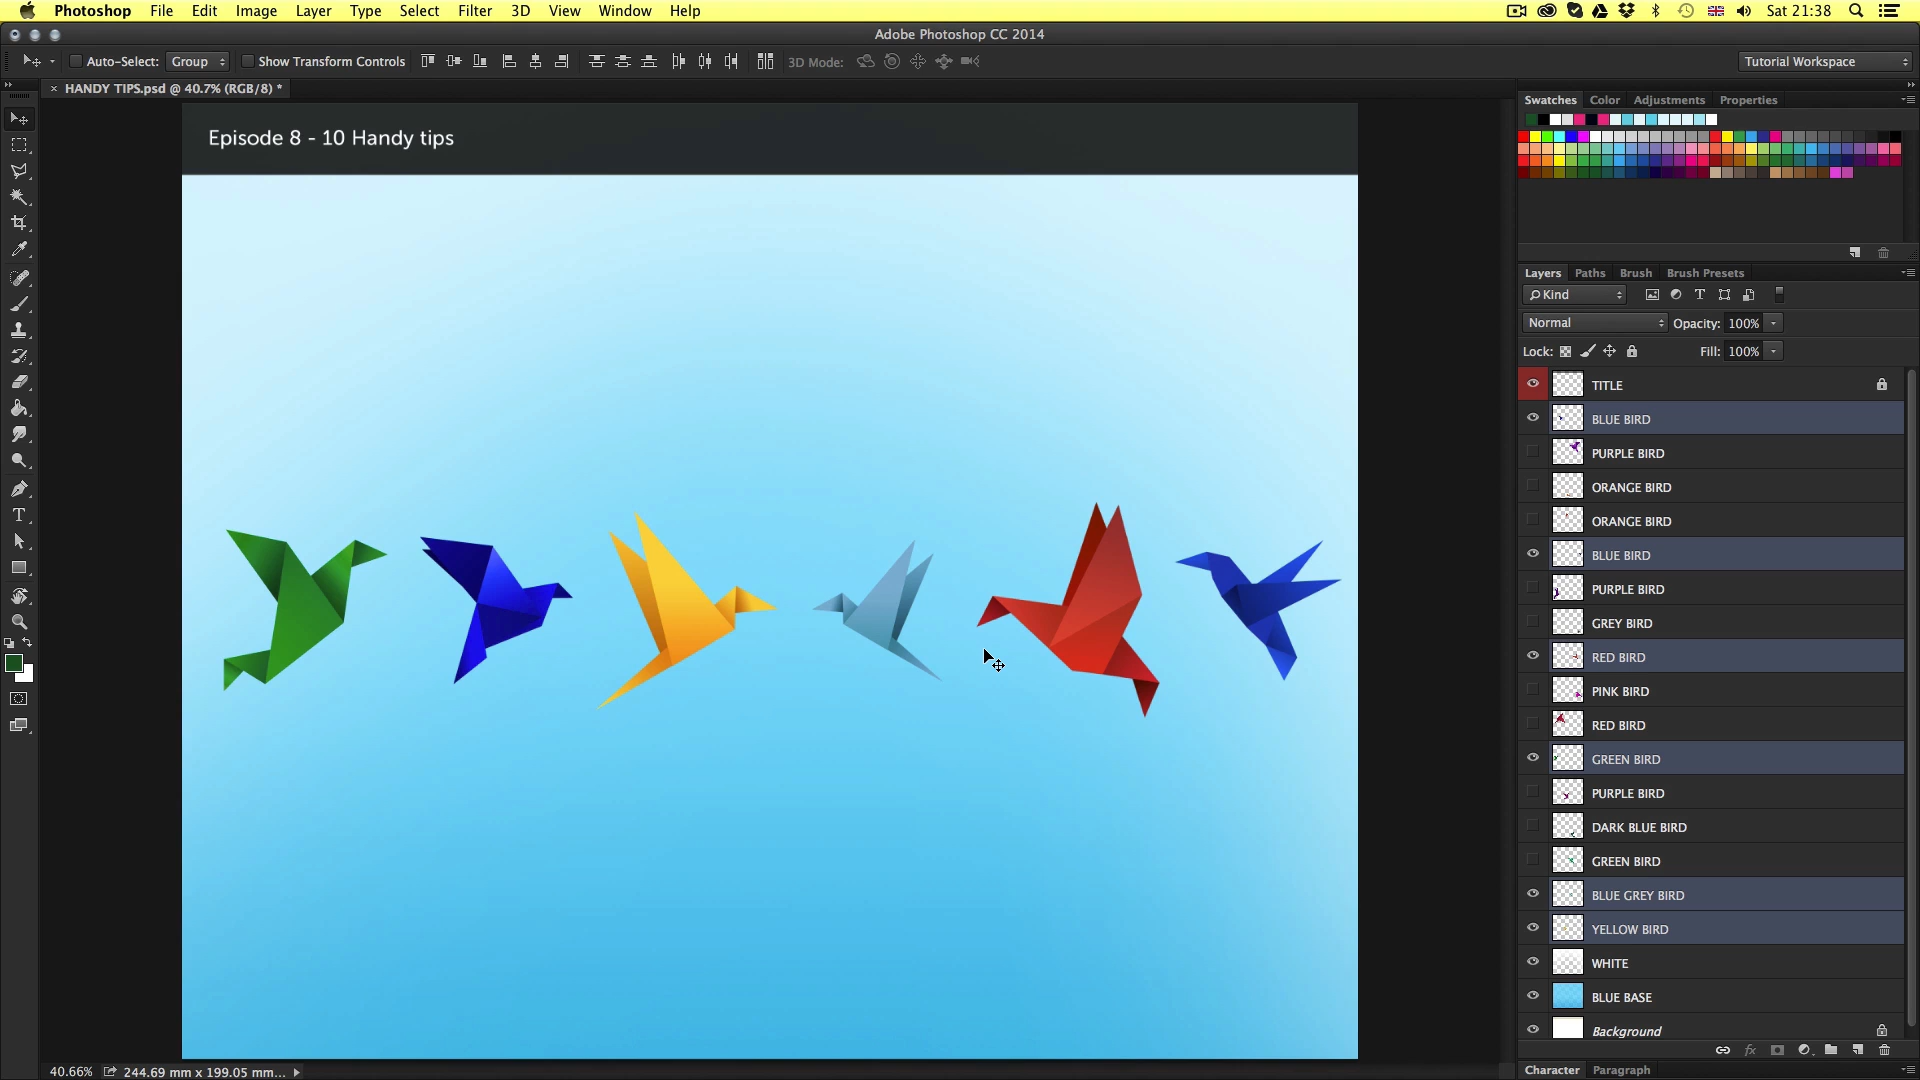 Photoshop File Edit Image Layer Type Select Filter 3D View Window Help Sat 21:38
Adobe Photoshop CC 2014
Auto-Select: Group Show Transform Controls 3D Mode: Tutorial Workspace
× HANDY TIPS.psd @ 40.7% (RGB/8) *
Episode 8 - 10 Handy tips
Swatches Color Adjustments Properties
Layers Paths Brush Brush Presets
Kind
Normal Opacity: 100%
Lock: Fill: 100%
TITLE
BLUE BIRD
PURPLE BIRD
ORANGE BIRD
ORANGE BIRD
BLUE BIRD
PURPLE BIRD
GREY BIRD
RED BIRD
PINK BIRD
RED BIRD
GREEN BIRD
PURPLE BIRD
DARK BLUE BIRD
GREEN BIRD
BLUE GREY BIRD
YELLOW BIRD
WHITE
BLUE BASE
Background
fx
Character Paragraph
40.66% 244.69 mm x 199.05 mm...